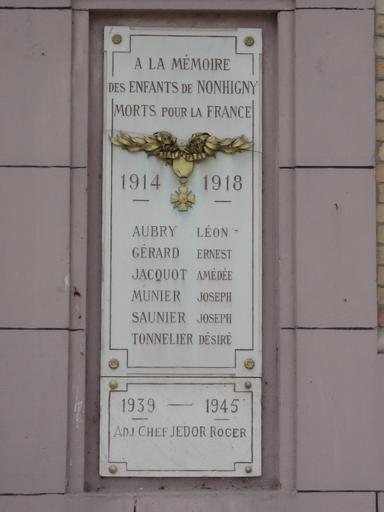 A LA MÉMOIRE
DES ENFANTS DE NONHIGNY
MORTS POUR LA FRANCE
1914 1918
AUBRY LÉON
GÉRARD ERNEST
JACQUOT AMÉDÉE
MUNIER JOSEPH
SAUNIER JOSEPH
TONNELIER DÉSIRÉ
1939 — 1945
ADJ. CHEF JEDOR ROGER